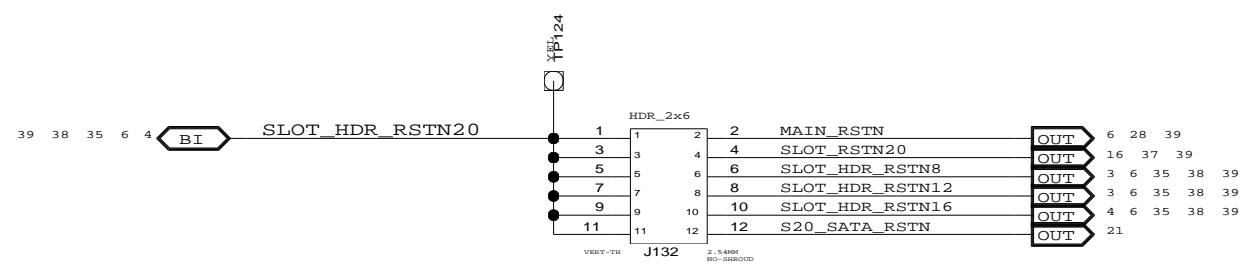 YEL
TP124
HDR_2x6
39 38 35 6 4 BI SLOT_HDR_RSTN20 1 1 2 2 MAIN_RSTN OUT 6 28 39
3 3 4 4 SLOT_RSTN20 OUT 16 37 39
5 5 6 6 SLOT_HDR_RSTN8 OUT 3 6 35 38 39
7 7 8 8 SLOT_HDR_RSTN12 OUT 3 6 35 38 39
9 9 10 10 SLOT_HDR_RSTN16 OUT 4 6 35 38 39
11 11 12 12 S20_SATA_RSTN OUT 21
VERT-TH J132 2.54MM
NO-SHROUD